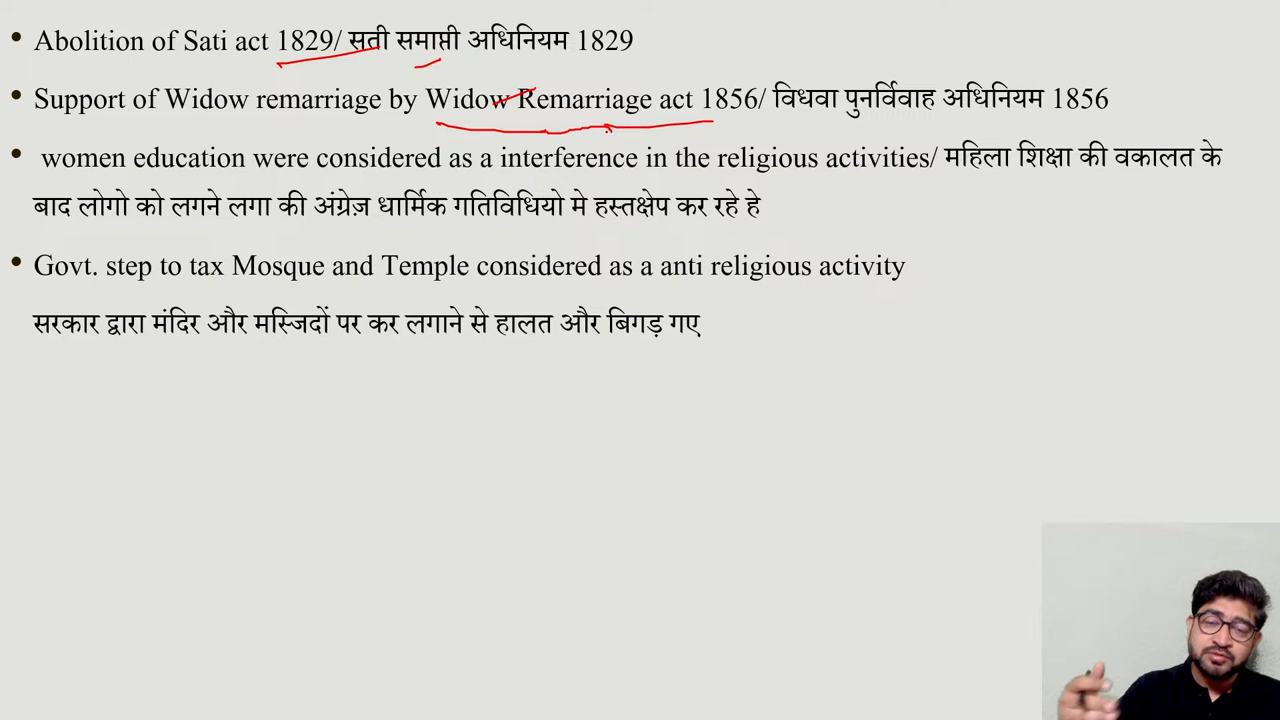 • Abolition of Sati act 1829/ सती समाप्ती अधिनियम 1829
• Support of Widow remarriage by Widow Remarriage act 1856/ विधवा पुनर्विवाह अधिनियम 1856
• women education were considered as a interference in the religious activities/ महिला शिक्षा की वकालत के
बाद लोगो को लगने लगा की अंग्रेज़ धार्मिक गतिविधियो मे हस्तक्षेप कर रहे हे
• Govt. step to tax Mosque and Temple considered as a anti religious activity
सरकार द्वारा मंदिर और मस्जिदों पर कर लगाने से हालत और बिगड़ गए